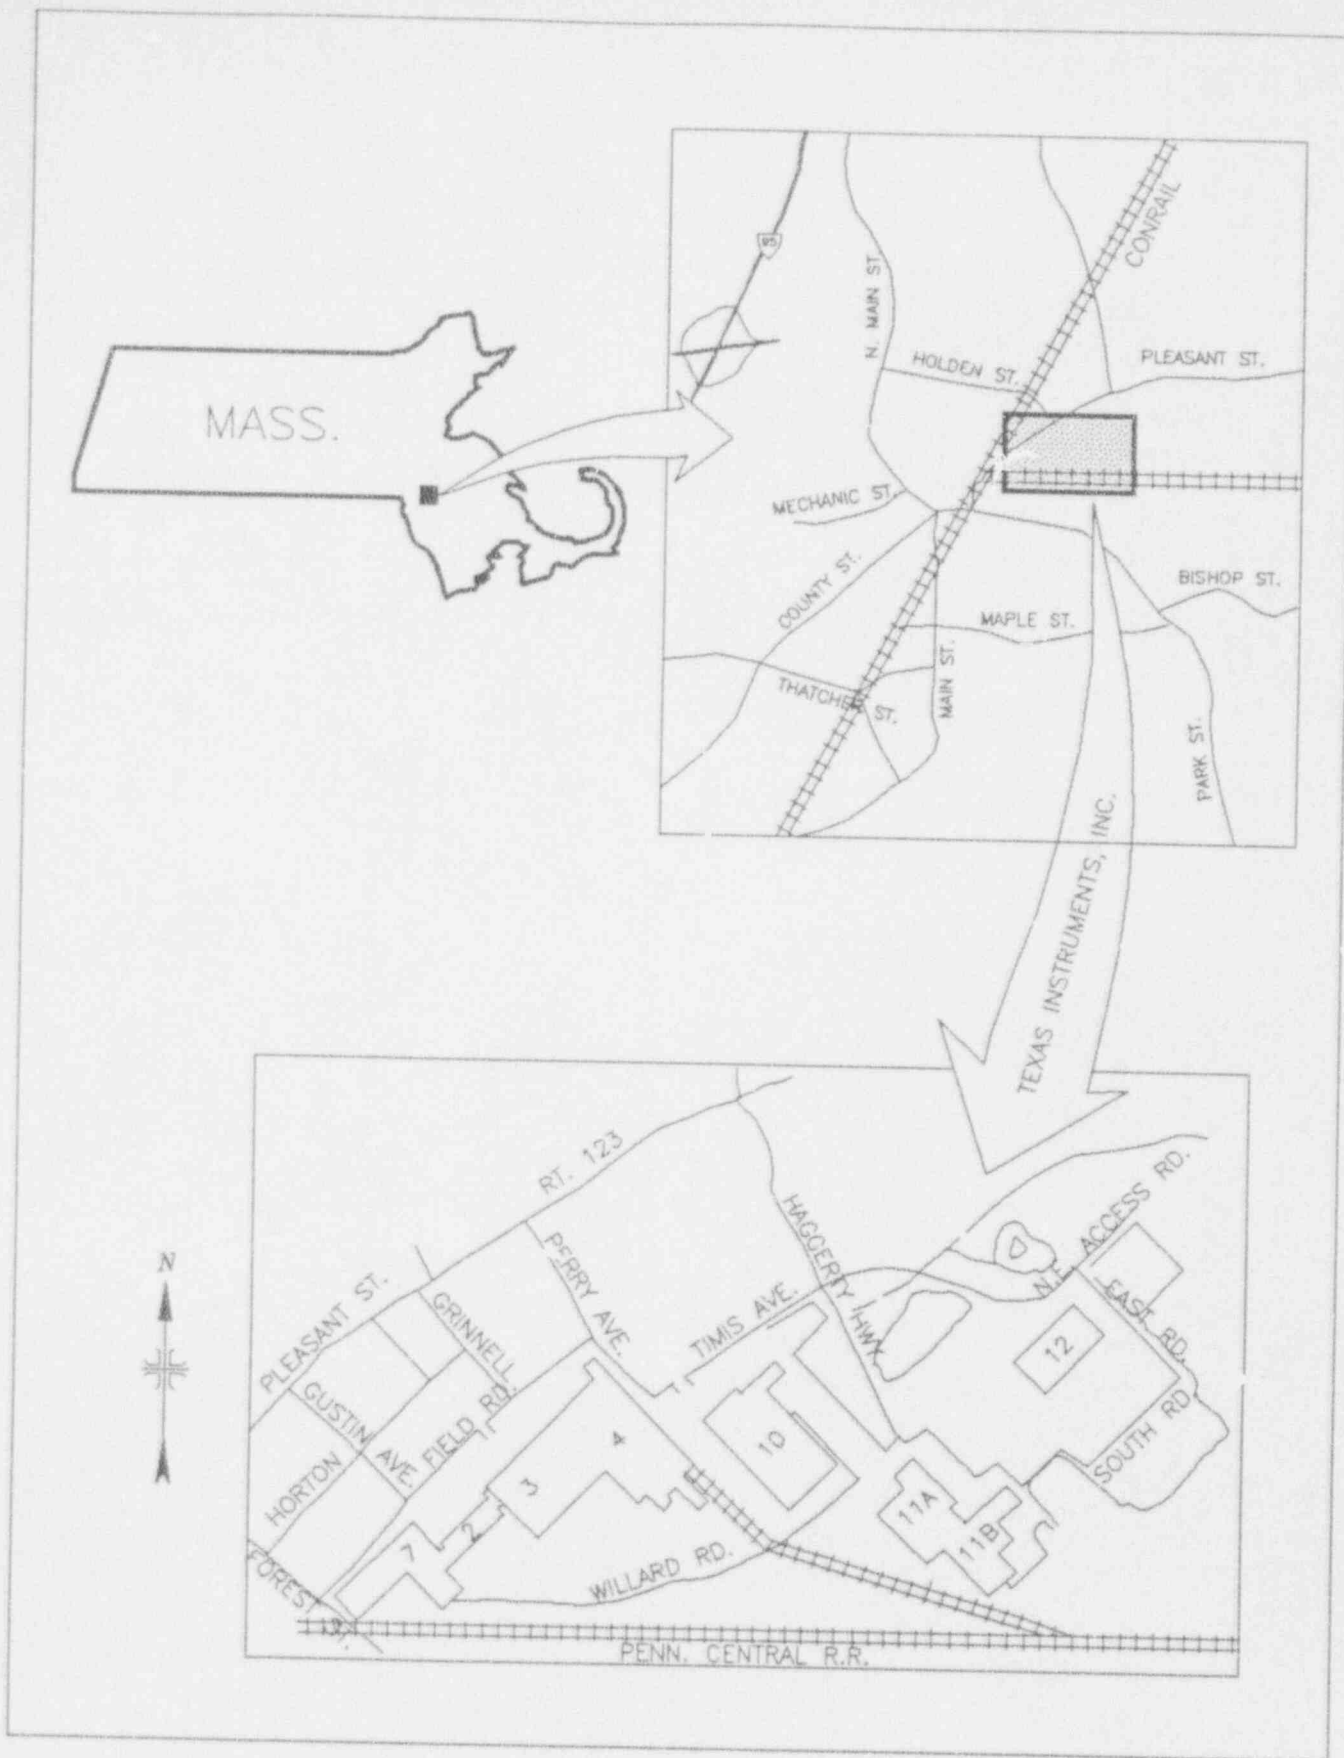 MASS.
95
CONRAIL
N. MAIN ST.
HOLDEN ST.
PLEASANT ST.
MECHANIC ST.
COUNTY ST.
BISHOP ST.
MAPLE ST.
THATCHER ST.
MAIN ST.
PARK ST.
TEXAS INSTRUMENTS, INC.
RT. 123
N.E. ACCESS RD.
HAGGERTY HWY.
PERRY AVE.
N
PLEASANT ST.
GRINNELL
TIMIS AVE.
EAST RD.
12
GUSTIN AVE.
FIELD RD.
4
10
HORTON
3
SOUTH RD
11A
2
7
11B
FOREST ST.
WILLARD RD.
PENN. CENTRAL R.R.